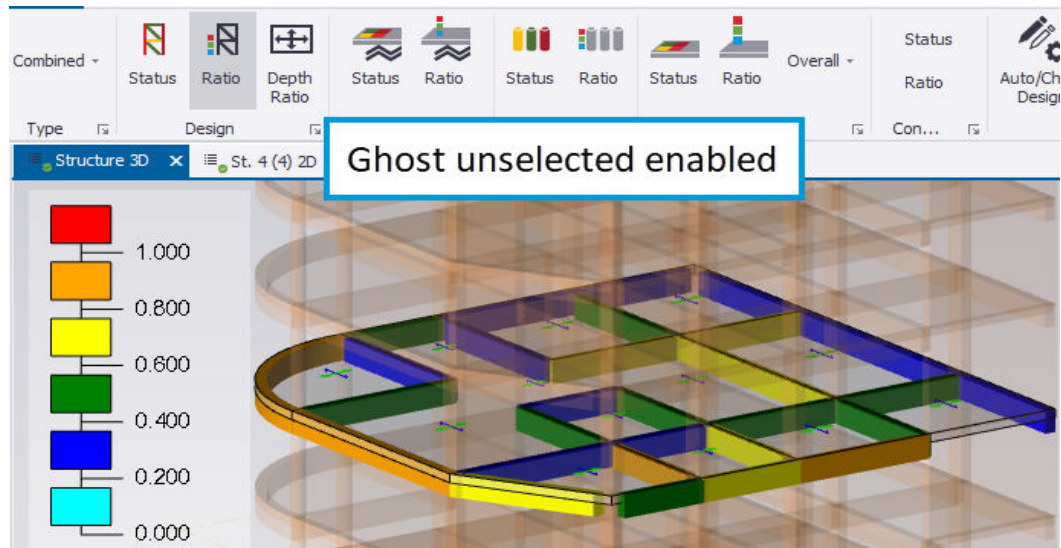 Combined
Status
Ratio
Depth
Ratio
Status
Ratio
Status
Ratio
Status
Ratio
Overall
Status
Ratio
Auto/Ch
Design
Type
Design
Con...
Structure 3D
St. 4 (4) 2D
Ghost unselected enabled
1.000
0.800
0.600
0.400
0.200
0.000